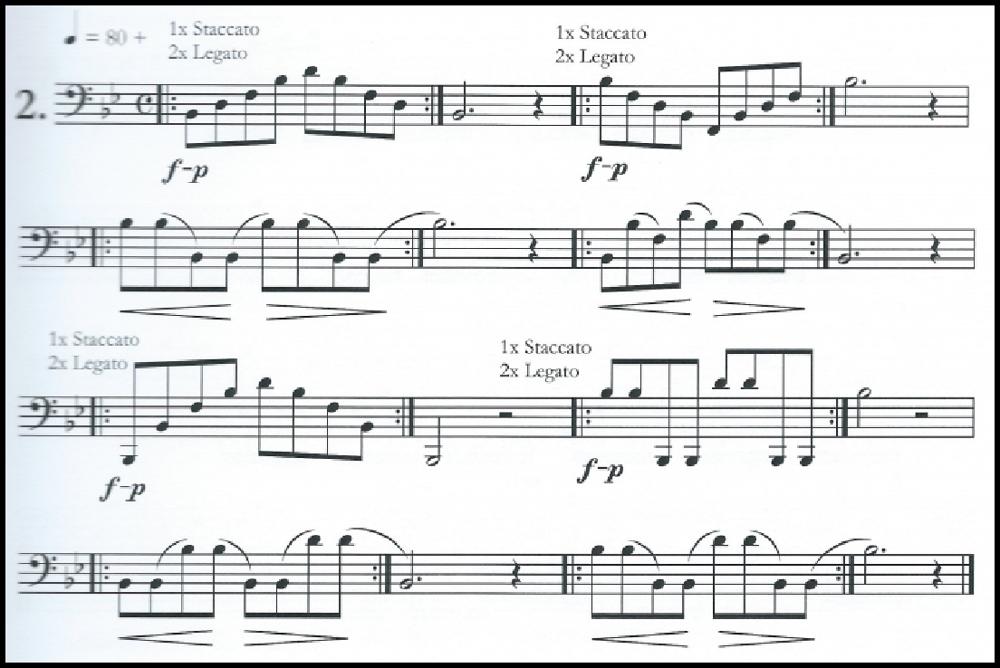 ♩ = 80 +
1x Staccato
2x Legato
1x Staccato
2x Legato
2.
f-p
f-p
1x Staccato
2x Legato
1x Staccato
2x Legato
f-p
f-p